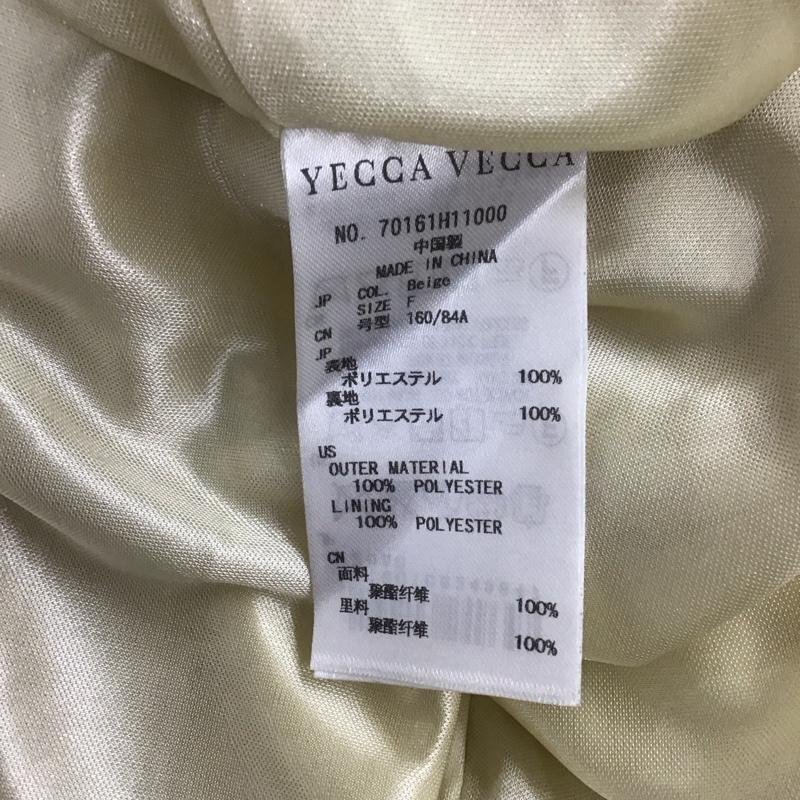 YECCA VECCA
NO. 70161H11000
中国製
MADE IN CHINA
JP COL. Beige
SIZE F
CN 号型 160/84A
JP
表地
ポリエステル 100%
裏地
ポリエステル 100%
US
OUTER MATERIAL
100% POLYESTER
LINING
100% POLYESTER
CN
面料
聚酯纤维 100%
里料
聚酯纤维 100%